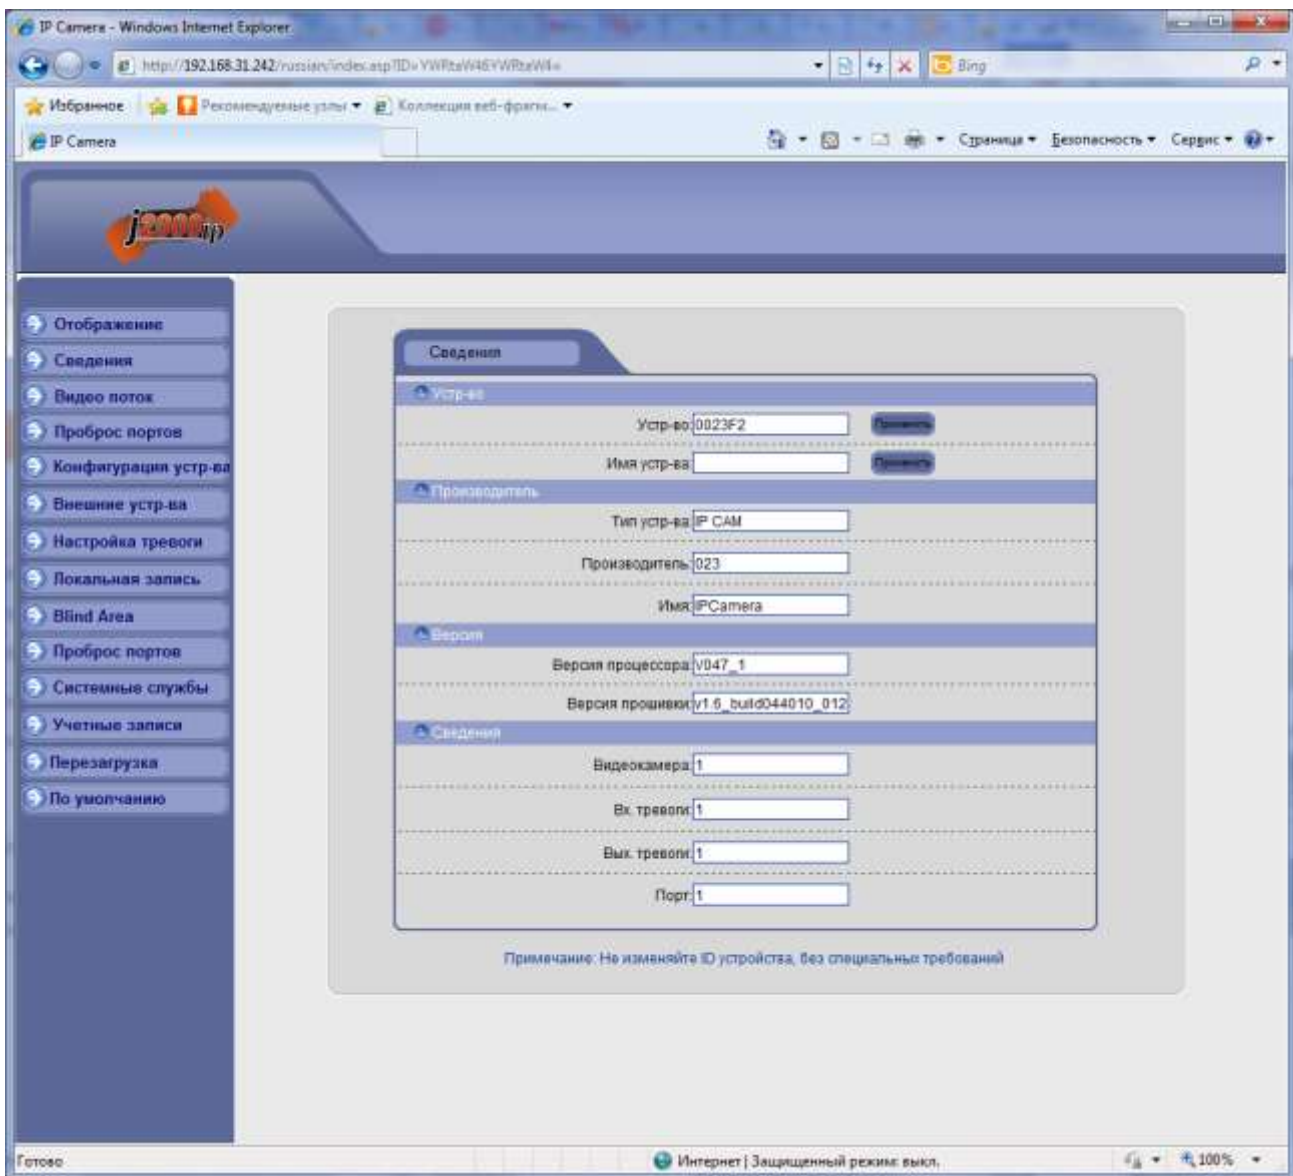 IP Camera - Windows Internet Explorer
http://192.168.31.242/russian/index.asp?ID=YWRtaW46YWRtaW4=
Bing
Избранное Рекомендуемые узлы Коллекция веб-фрагм...
IP Camera
Страница Безопасность Сервис
j2000ip
Отображение
Сведения
Видео поток
Проброс портов
Конфигурация устр-ва
Внешние устр-ва
Настройка тревоги
Локальная запись
Blind Area
Проброс портов
Системные службы
Учетные записи
Перезагрузка
По умолчанию
Сведения
Устр-во
Устр-во: 0023F2 Применить
Имя устр-ва: Применить
Производитель
Тип устр-ва: IP CAM
Производитель: 023
Имя: IPCamera
Версия
Версия процессора: V047_1
Версия прошивки: v1.6_build044010_012
Сведения
Видеокамера: 1
Вх. тревоги: 1
Вых. тревоги: 1
Порт: 1
Примечание: Не изменяйте ID устройства, без специальных требований
Готово
Интернет | Защищенный режим: выкл.
100%